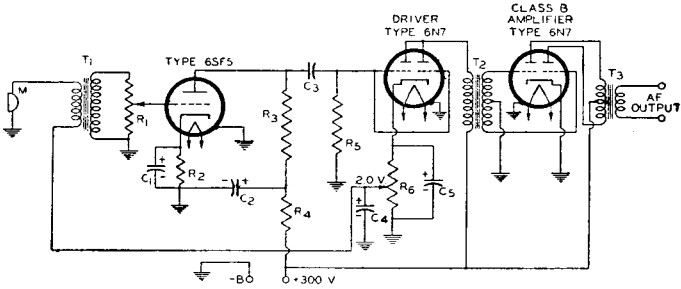 DRIVER
TYPE 6N7
CLASS B
AMPLIFIER
TYPE 6N7
T1
TYPE 6SF5
M
R1
C1
R2
C2
R3
R4
C3
R5
2.0 V
C4
R6
C5
T2
T3
AF
OUTPUT
-B
+300 V